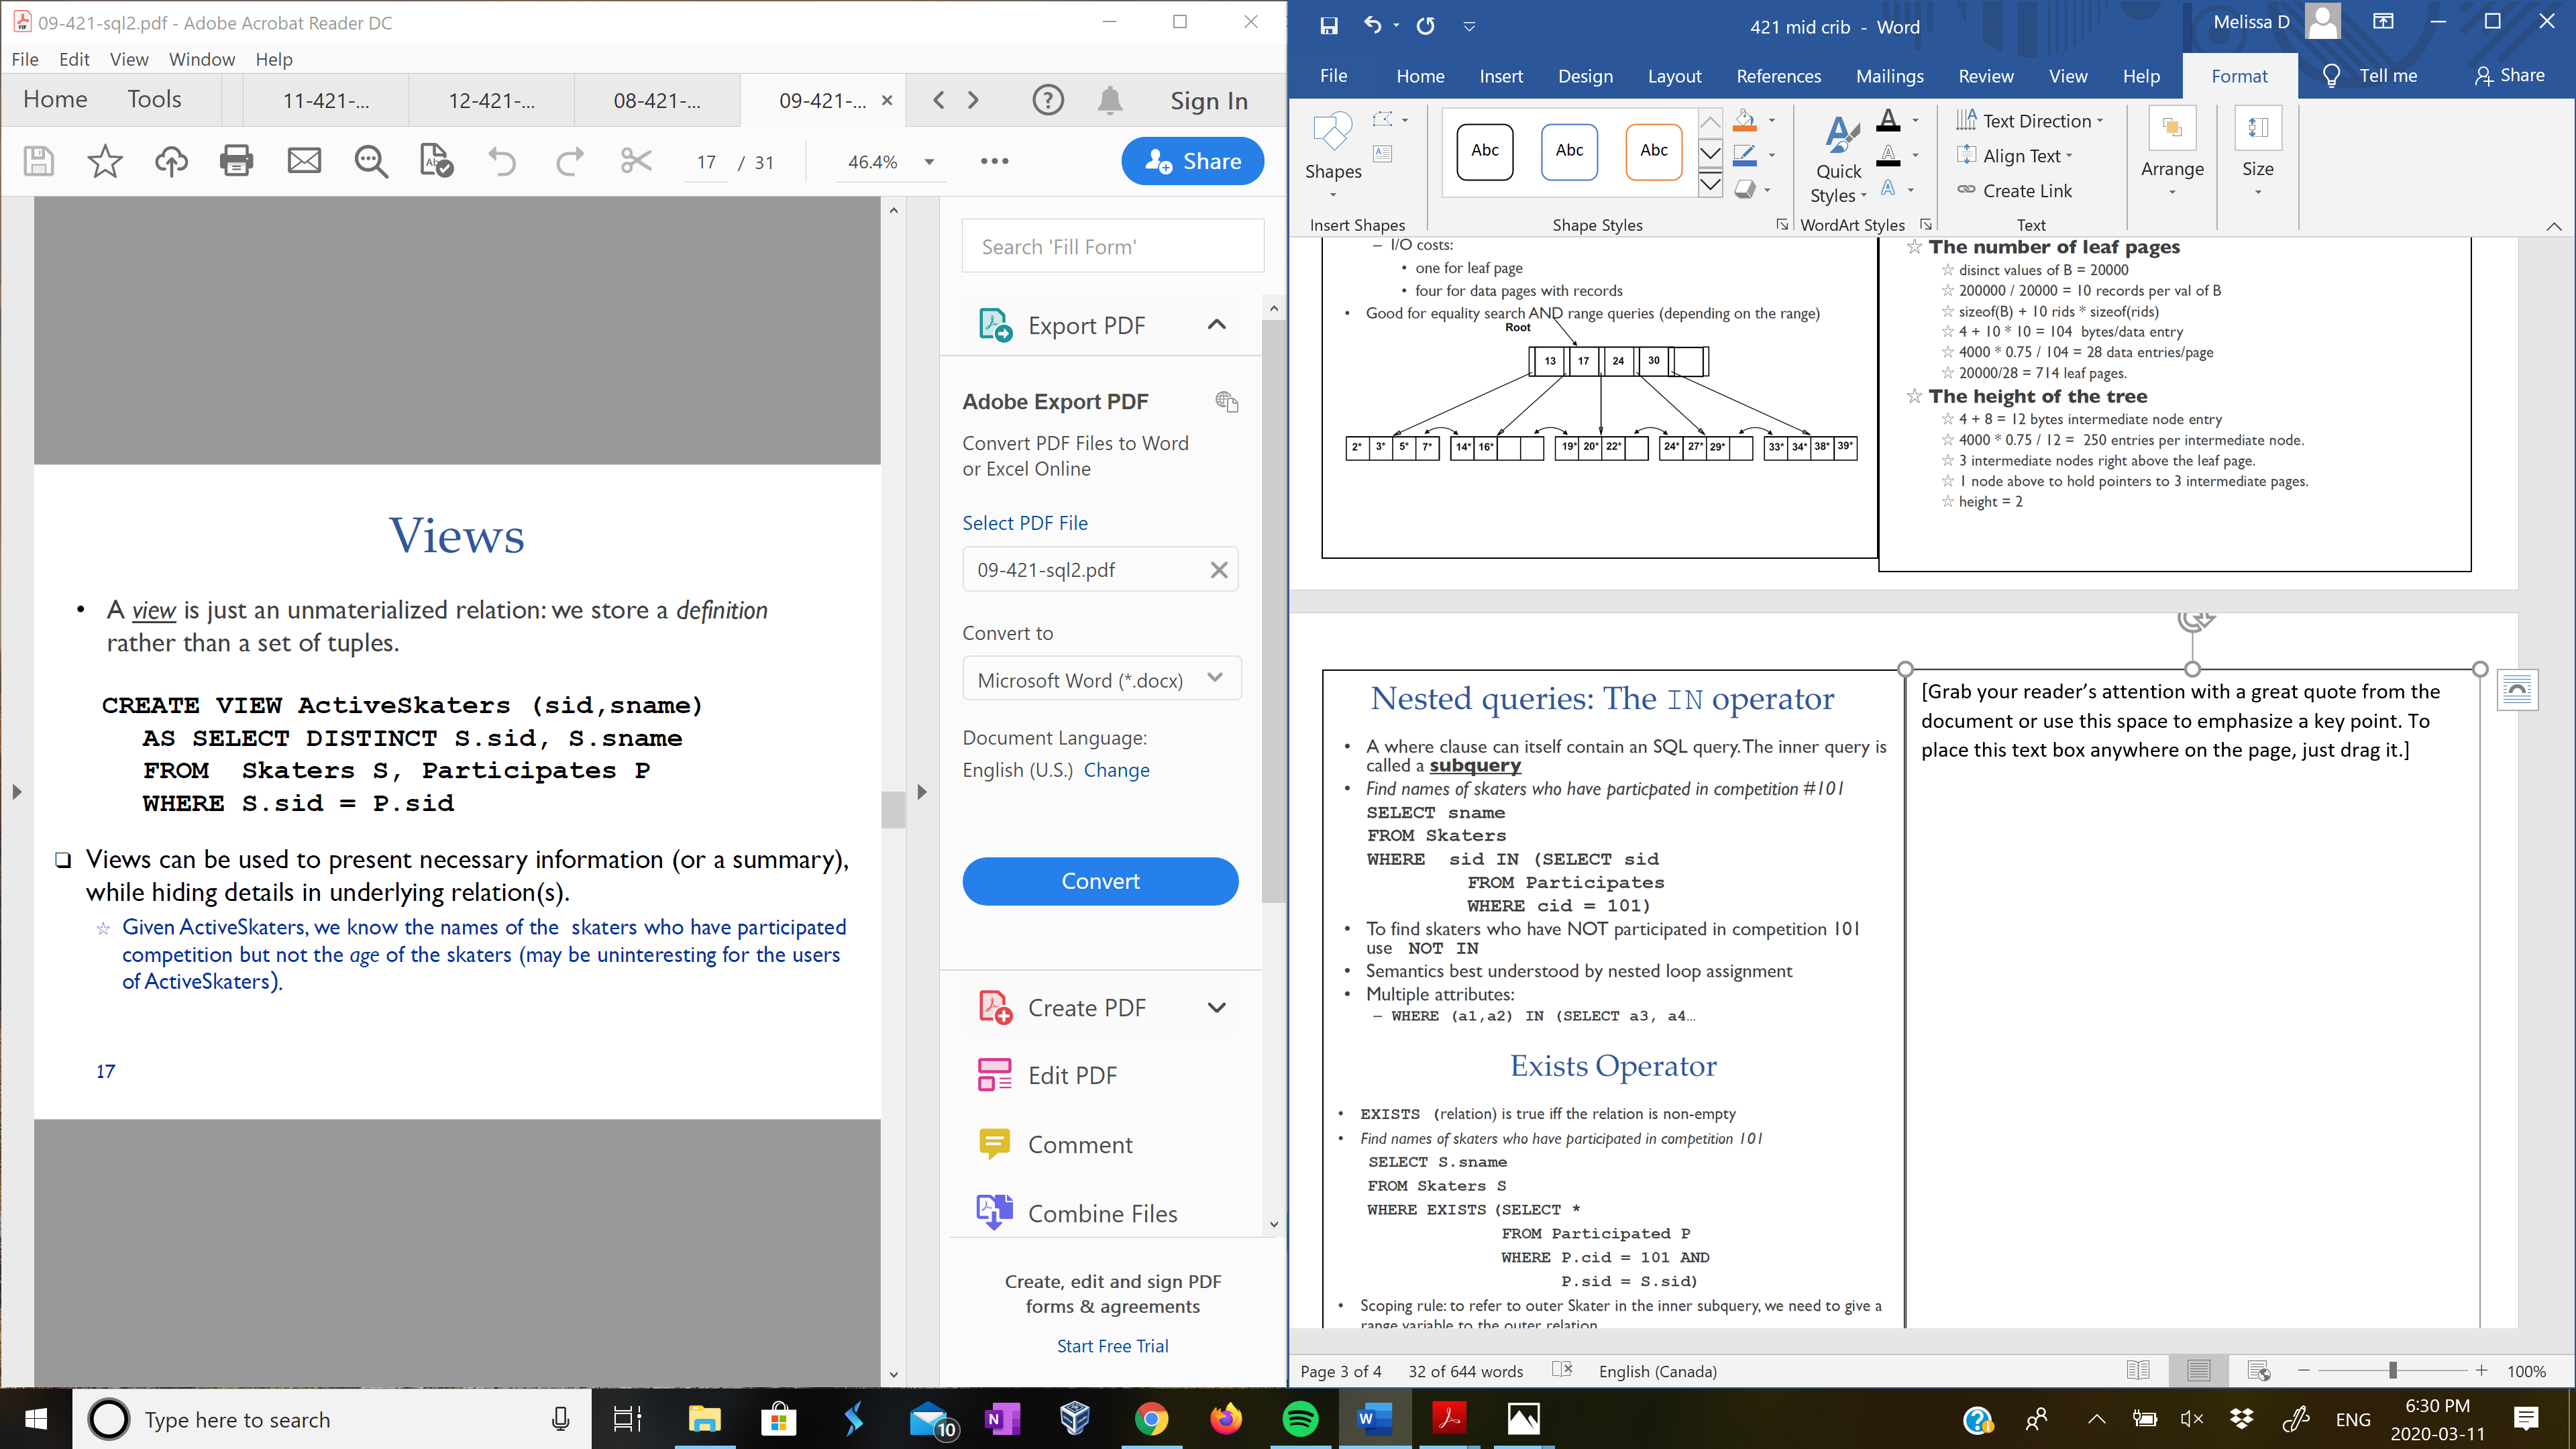 09-421-sql2.pdf - Adobe Acrobat Reader DC
File Edit View Window Help
Home Tools 11-421-... 12-421-... 08-421-... 09-421-... Sign In
17 / 31 46.4% Share
Views
• A view is just an unmaterialized relation: we store a definition
rather than a set of tuples.
CREATE VIEW ActiveSkaters (sid,sname)
AS SELECT DISTINCT S.sid, S.sname
FROM Skaters S, Participates P
WHERE S.sid = P.sid
❑ Views can be used to present necessary information (or a summary),
while hiding details in underlying relation(s).
☆ Given ActiveSkaters, we know the names of the skaters who have participated
competition but not the age of the skaters (may be uninteresting for the users
of ActiveSkaters).
17
Search 'Fill Form'
Export PDF
Adobe Export PDF
Convert PDF Files to Word
or Excel Online
Select PDF File
09-421-sql2.pdf
Convert to
Microsoft Word (*.docx)
Document Language:
English (U.S.) Change
Convert
Create PDF
Edit PDF
Comment
Combine Files
Create, edit and sign PDF
forms & agreements
Start Free Trial
421 mid crib - Word
Melissa D
File Home Insert Design Layout References Mailings Review View Help Format Tell me Share
Shapes
Insert Shapes
Abc Abc Abc
Shape Styles
Quick
Styles
WordArt Styles
Text Direction
Align Text
Create Link
Text
Arrange
Size
– I/O costs:
• one for leaf page
• four for data pages with records
• Good for equality search AND range queries (depending on the range)
Root
13 17 24 30
2* 3* 5* 7* 14* 16* 19* 20* 22* 24* 27* 29* 33* 34* 38* 39*
☆ The number of leaf pages
☆ disinct values of B = 20000
☆ 200000 / 20000 = 10 records per val of B
☆ sizeof(B) + 10 rids * sizeof(rids)
☆ 4 + 10 * 10 = 104 bytes/data entry
☆ 4000 * 0.75 / 104 = 28 data entries/page
☆ 20000/28 = 714 leaf pages.
☆ The height of the tree
☆ 4 + 8 = 12 bytes intermediate node entry
☆ 4000 * 0.75 / 12 = 250 entries per intermediate node.
☆ 3 intermediate nodes right above the leaf page.
☆ 1 node above to hold pointers to 3 intermediate pages.
☆ height = 2
Nested queries: The IN operator
• A where clause can itself contain an SQL query. The inner query is
called a subquery
• Find names of skaters who have particpated in competition #101
SELECT sname
FROM Skaters
WHERE sid IN (SELECT sid
FROM Participates
WHERE cid = 101)
• To find skaters who have NOT participated in competition 101
use NOT IN
• Semantics best understood by nested loop assignment
• Multiple attributes:
– WHERE (a1,a2) IN (SELECT a3, a4…
Exists Operator
• EXISTS (relation) is true iff the relation is non-empty
• Find names of skaters who have participated in competition 101
SELECT S.sname
FROM Skaters S
WHERE EXISTS (SELECT *
FROM Participated P
WHERE P.cid = 101 AND
P.sid = S.sid)
• Scoping rule: to refer to outer Skater in the inner subquery, we need to give a
range variable to the outer relation
[Grab your reader's attention with a great quote from the
document or use this space to emphasize a key point. To
place this text box anywhere on the page, just drag it.]
Page 3 of 4 32 of 644 words English (Canada) 100%
Type here to search
10
ENG
6:30 PM
2020-03-11